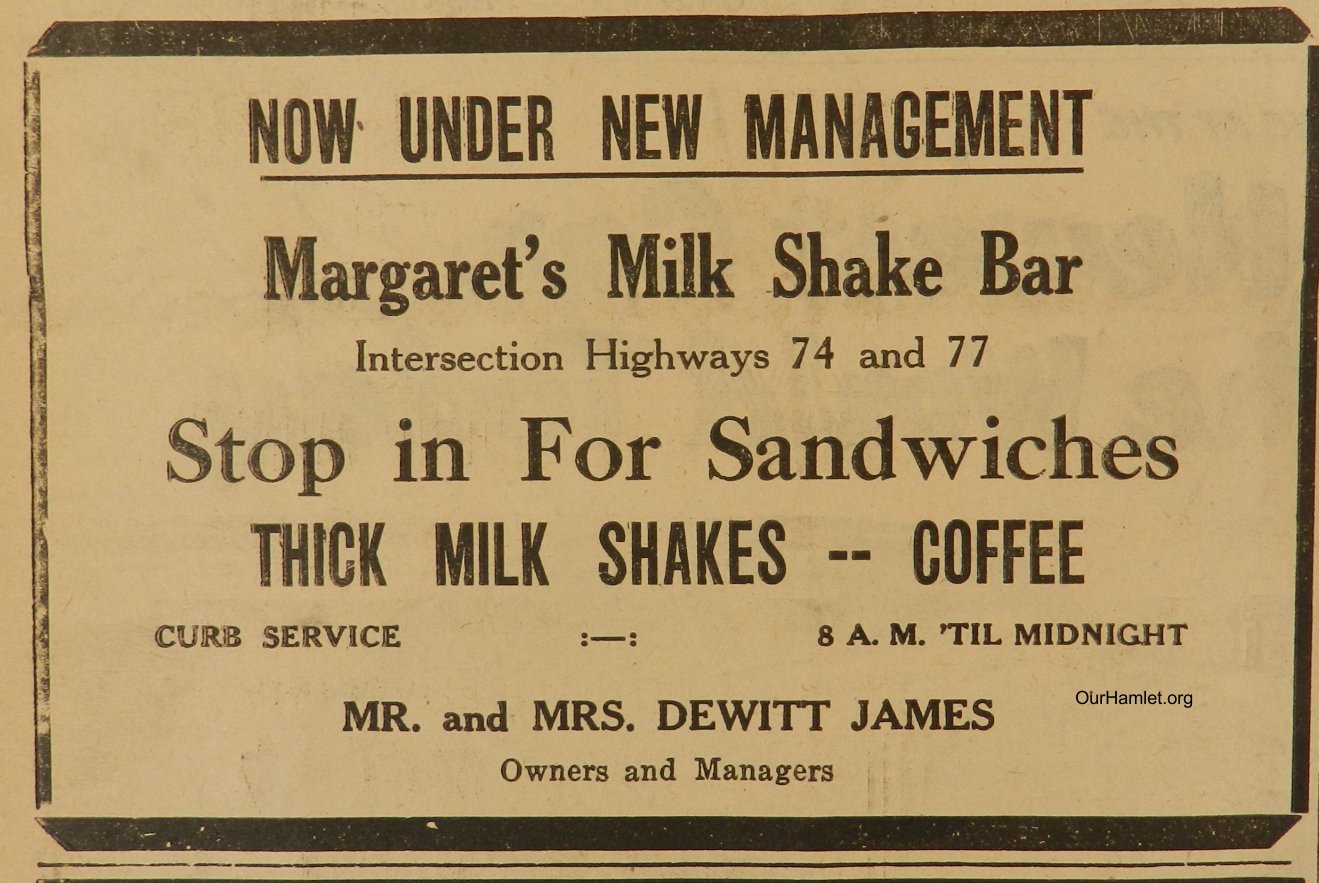 NOW UNDER NEW MANAGEMENT
Margaret's Milk Shake Bar
Intersection Highways 74 and 77
Stop in For Sandwiches
THICK MILK SHAKES -- COFFEE
CURB SERVICE :—: 8 A. M. 'TIL MIDNIGHT
OurHamlet.org
MR. and MRS. DEWITT JAMES
Owners and Managers